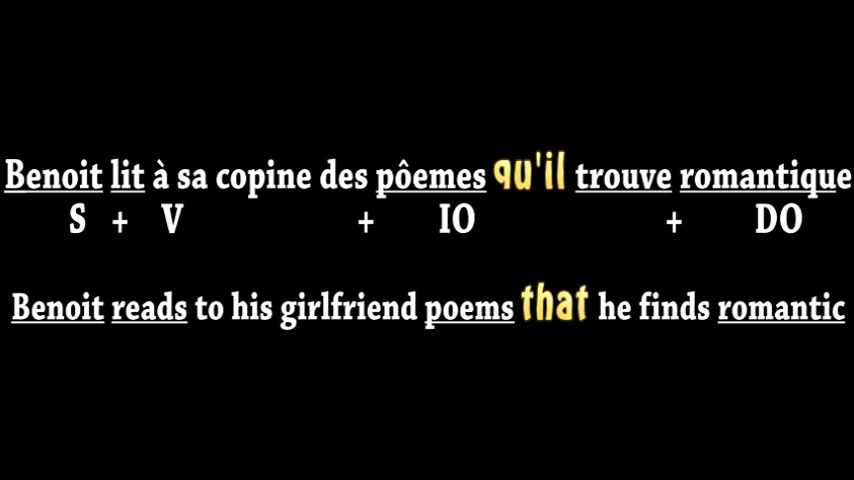 Benoit lit à sa copine des pôemes qu'il trouve romantique
S + V + IO + DO
Benoit reads to his girlfriend poems that he finds romantic